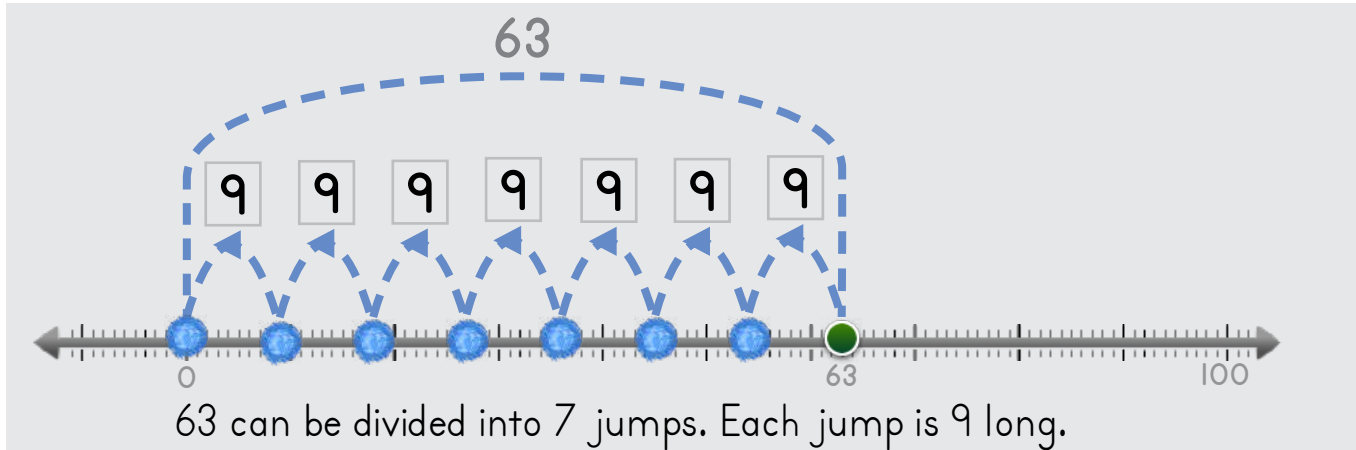 63
9 9 9 9 9 9 9
0 63 100
63 can be divided into 7 jumps. Each jump is 9 long.